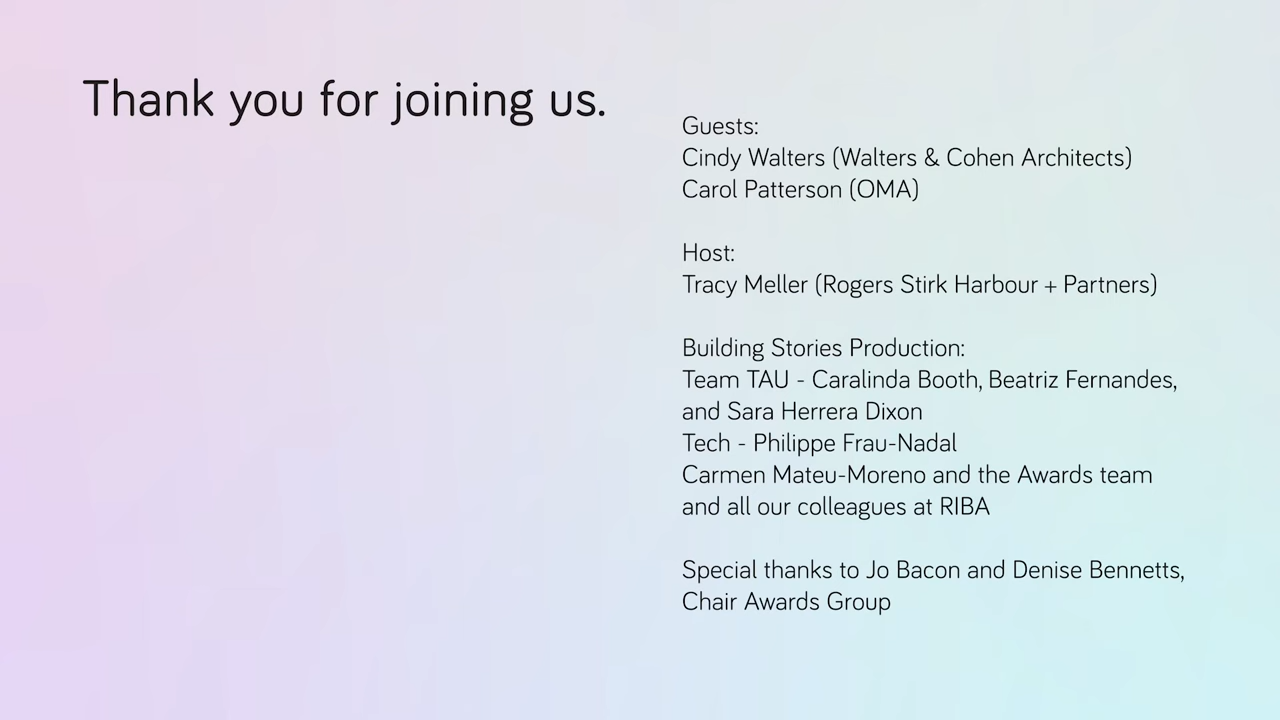 Thank you for joining us.
Guests:
Cindy Walters (Walters & Cohen Architects)
Carol Patterson (OMA)
Host:
Tracy Meller (Rogers Stirk Harbour + Partners)
Building Stories Production:
Team TAU - Caralinda Booth, Beatriz Fernandes,
and Sara Herrera Dixon
Tech - Philippe Frau-Nadal
Carmen Mateu-Moreno and the Awards team
and all our colleagues at RIBA
Special thanks to Jo Bacon and Denise Bennetts,
Chair Awards Group